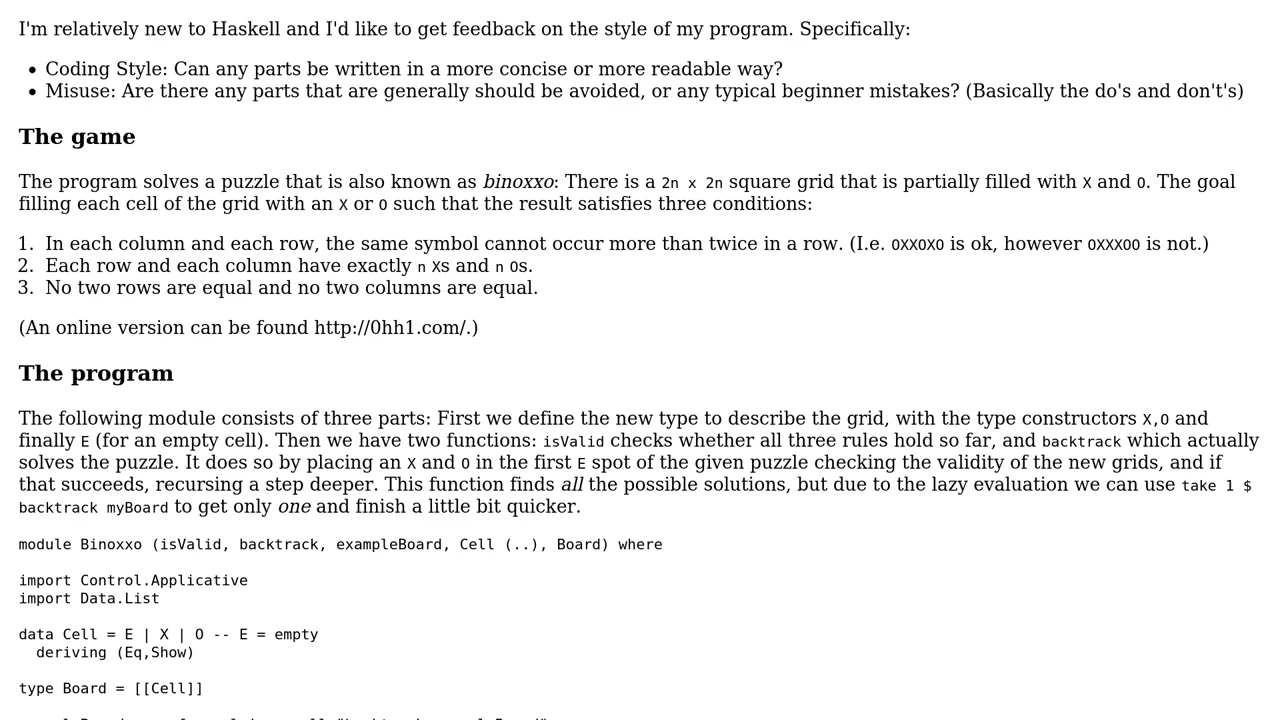 I'm relatively new to Haskell and I'd like to get feedback on the style of my program. Specifically:
• Coding Style: Can any parts be written in a more concise or more readable way?
• Misuse: Are there any parts that are generally should be avoided, or any typical beginner mistakes? (Basically the do's and don't's)
The game
The program solves a puzzle that is also known as binoxxo: There is a 2n x 2n square grid that is partially filled with X and O. The goal
filling each cell of the grid with an X or O such that the result satisfies three conditions:
1. In each column and each row, the same symbol cannot occur more than twice in a row. (I.e. OXXOXO is ok, however OXXXOO is not.)
2. Each row and each column have exactly n Xs and n Os.
3. No two rows are equal and no two columns are equal.
(An online version can be found http://0hh1.com/.)
The program
The following module consists of three parts: First we define the new type to describe the grid, with the type constructors X,O and
finally E (for an empty cell). Then we have two functions: isValid checks whether all three rules hold so far, and backtrack which actually
solves the puzzle. It does so by placing an X and O in the first E spot of the given puzzle checking the validity of the new grids, and if
that succeeds, recursing a step deeper. This function finds all the possible solutions, but due to the lazy evaluation we can use take 1 $
backtrack myBoard to get only one and finish a little bit quicker.
module Binoxxo (isValid, backtrack, exampleBoard, Cell (..), Board) where
import Control.Applicative
import Data.List
data Cell = E | X | O -- E = empty
deriving (Eq,Show)
type Board = [[Cell]]